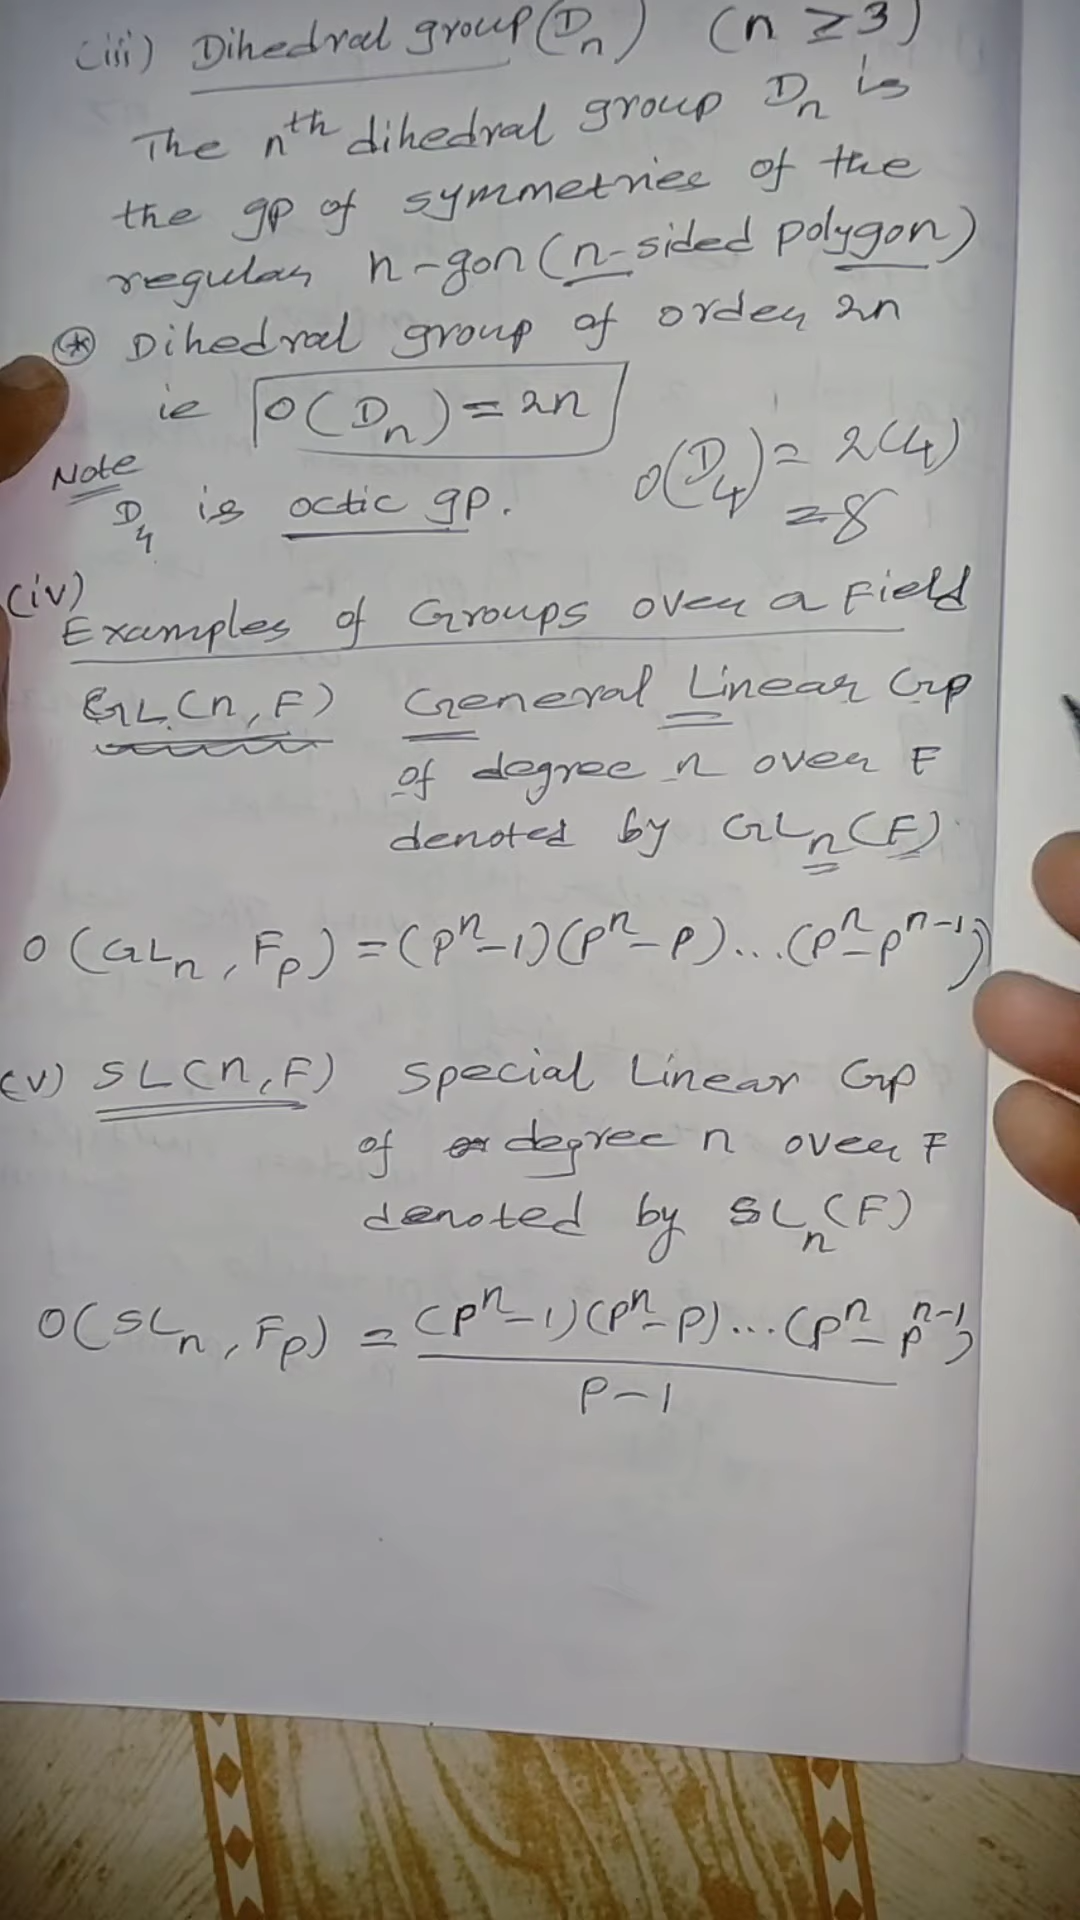 (iii) Dihedral group (Dn) (n ≥ 3)
The nth dihedral group Dn is
the gp of symmetries of the
regular n-gon (n-sided polygon)
* Dihedral group of order 2n
ie O(Dn) = 2n
Note
D4 is octic gp.
O(D4) = 2(4)
= 8
(iv)
Examples of Groups over a Field
GL(n, F) General Linear Gp
of degree n over F
denoted by GLn(F).
O(GLn, Fp) = (p^n - 1)(p^n - p)...(p^n - p^n-1)
(v) SL(n, F) Special Linear Gp
of degree n over F
denoted by SLn(F)
O(SLn, Fp) = (p^n - 1)(p^n - p)...(p^n - p^n-1)
p - 1